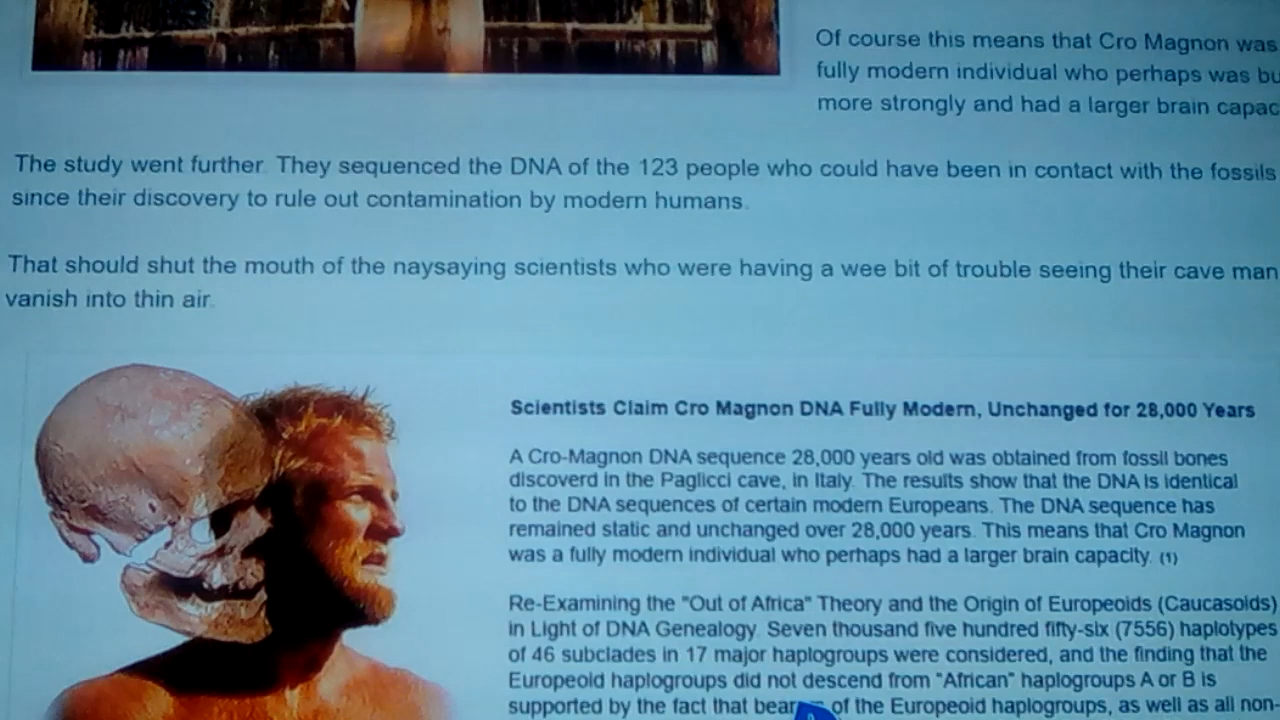 Of course this means that Cro Magnon was
fully modern individual who perhaps was bu
more strongly and had a larger brain capac
The study went further. They sequenced the DNA of the 123 people who could have been in contact with the fossils
since their discovery to rule out contamination by modern humans.
That should shut the mouth of the naysaying scientists who were having a wee bit of trouble seeing their cave man
vanish into thin air.
Scientists Claim Cro Magnon DNA Fully Modern, Unchanged for 28,000 Years
A Cro-Magnon DNA sequence 28,000 years old was obtained from fossil bones
discoverd in the Paglicci cave, in Italy. The results show that the DNA is identical
to the DNA sequences of certain modern Europeans. The DNA sequence has
remained static and unchanged over 28,000 years. This means that Cro Magnon
was a fully modern individual who perhaps had a larger brain capacity. (1)
Re-Examining the "Out of Africa" Theory and the Origin of Europeoids (Caucasoids)
in Light of DNA Genealogy. Seven thousand five hundred fifty-six (7556) haplotypes
of 46 subclades in 17 major haplogroups were considered, and the finding that the
Europeoid haplogroups did not descend from "African" haplogroups A or B is
supported by the fact that bear of the Europeoid haplogroups, as well as all non-